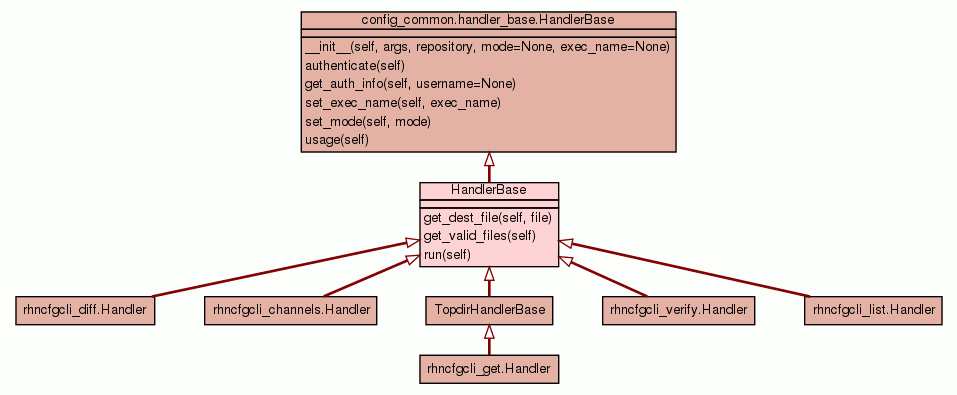 config_common.handler_base.HandlerBase
__init__(self, args, repository, mode=None, exec_name=None)
authenticate(self)
get_auth_info(self, username=None)
set_exec_name(self, exec_name)
set_mode(self, mode)
usage(self)
HandlerBase
get_dest_file(self, file)
get_valid_files(self)
run(self)
rhncfgcli_diff.Handler
rhncfgcli_channels.Handler
TopdirHandlerBase
rhncfgcli_verify.Handler
rhncfgcli_list.Handler
rhncfgcli_get.Handler